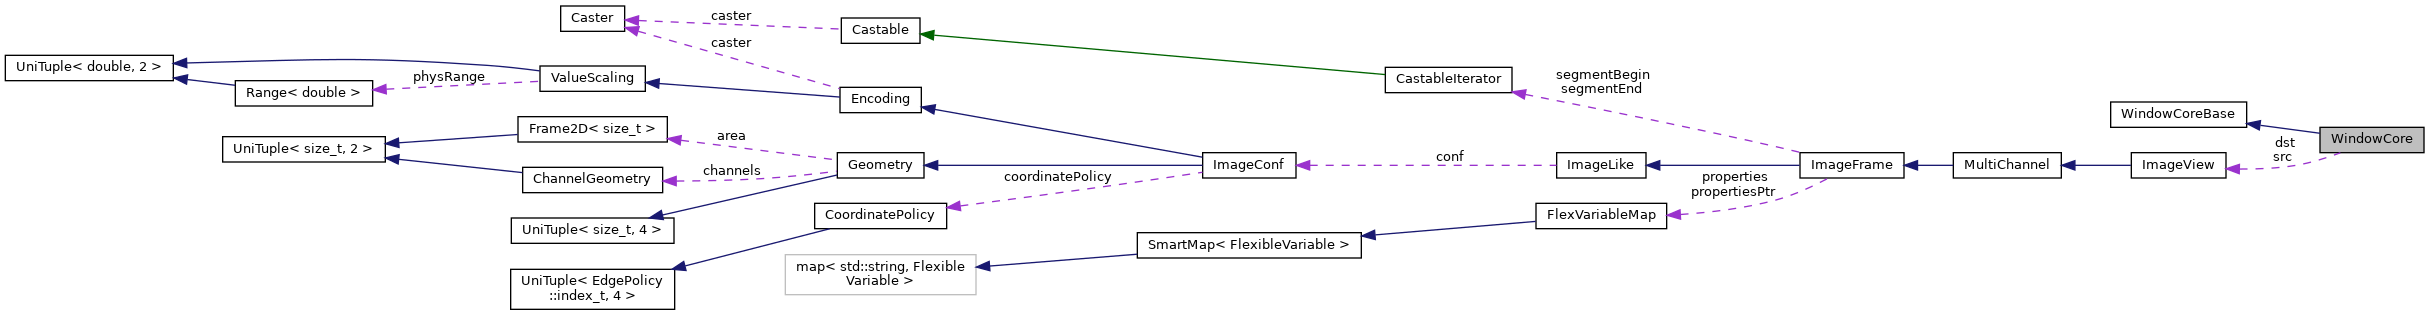 Caster
caster
Castable
caster
UniTuple< double, 2 >
physRange
ValueScaling
CastableIterator
segmentBegin
segmentEnd
Range< double >
Encoding
WindowCoreBase
Frame2D< size_t >
area
WindowCore
UniTuple< size_t, 2 >
dst
src
Geometry
ImageConf
conf
ImageLike
ImageFrame
MultiChannel
ImageView
ChannelGeometry
channels
coordinatePolicy
properties
propertiesPtr
CoordinatePolicy
FlexVariableMap
UniTuple< size_t, 4 >
SmartMap< FlexibleVariable >
map< std::string, Flexible
Variable >
UniTuple< EdgePolicy
::index_t, 4 >